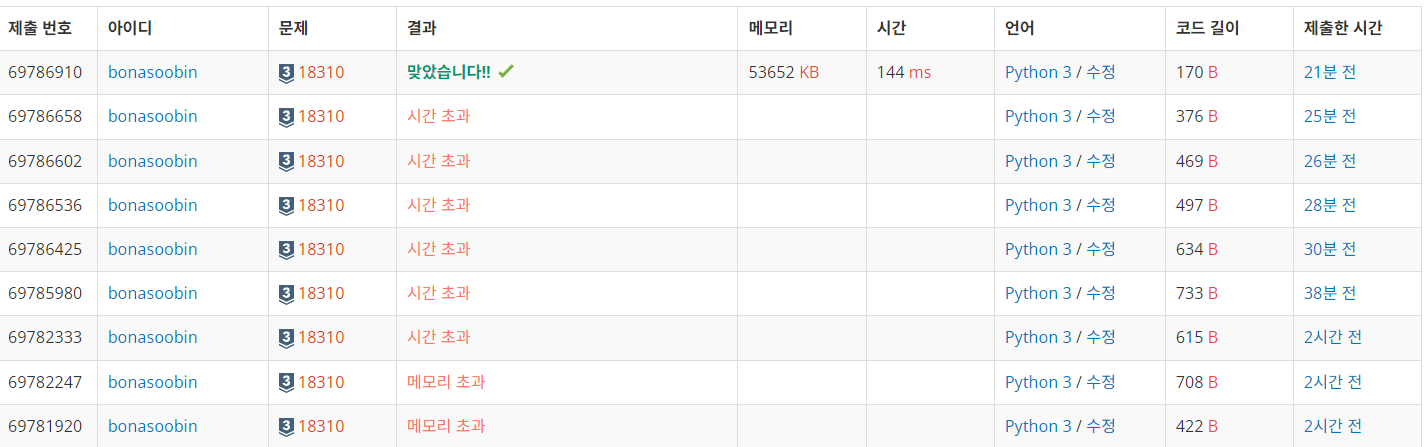 제출 번호 아이디 문제 결과 메모리 시간 언어 코드 길이 제출한 시간
69786910 bonasoobin 3 18310 맞았습니다!! 53652 KB 144 ms Python 3 / 수정 170 B 21분 전
69786658 bonasoobin 3 18310 시간 초과 Python 3 / 수정 376 B 25분 전
69786602 bonasoobin 3 18310 시간 초과 Python 3 / 수정 469 B 26분 전
69786536 bonasoobin 3 18310 시간 초과 Python 3 / 수정 497 B 28분 전
69786425 bonasoobin 3 18310 시간 초과 Python 3 / 수정 634 B 30분 전
69785980 bonasoobin 3 18310 시간 초과 Python 3 / 수정 733 B 38분 전
69782333 bonasoobin 3 18310 시간 초과 Python 3 / 수정 615 B 2시간 전
69782247 bonasoobin 3 18310 메모리 초과 Python 3 / 수정 708 B 2시간 전
69781920 bonasoobin 3 18310 메모리 초과 Python 3 / 수정 422 B 2시간 전